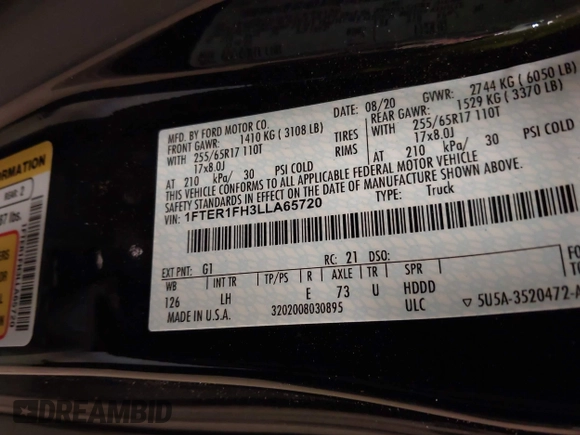 MFD. BY FORD MOTOR CO.
DATE: 08/20
GVWR: 2744 KG ( 6050 LB)
FRONT GAWR: 1410 KG ( 3108 LB)
REAR GAWR: 1529 KG ( 3370 LB)
WITH 255/65R17 110T
TIRES WITH 255/65R17 110T
17x8.0J
RIMS 17x8.0J
AT 210 kPa/ 30 PSI COLD
AT 210 kPa/ 30 PSI COLD
THIS VEHICLE CONFORMS TO ALL APPLICABLE FEDERAL MOTOR VEHICLE
SAFETY STANDARDS IN EFFECT ON THE DATE OF MANUFACTURE SHOWN ABOVE.
VIN: 1FTER1FH3LLA65720
TYPE: Truck
EXT PNT: G1 RC: 21 DSO:
WB INT TR TP/PS R AXLE TR SPR
126 LH E 73 U HDDD
MADE IN U.S.A. 3202008030895 ULC
▽ 5U5A-3520472-A
ORMATION
lbs.
DREAMBID